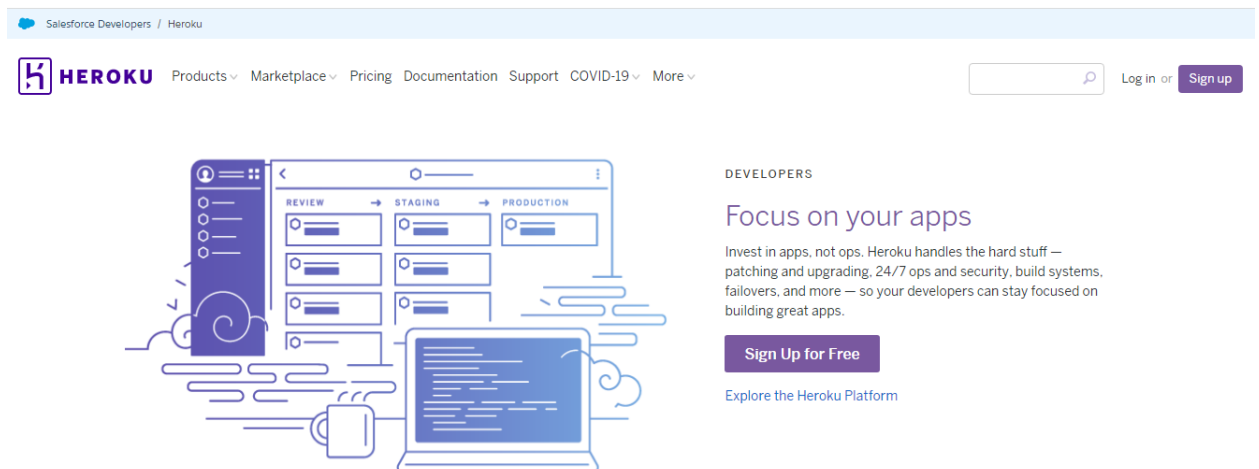 Salesforce Developers / Heroku
HEROKU Products Marketplace Pricing Documentation Support COVID-19 More Log in or Sign up
DEVELOPERS
Focus on your apps
Invest in apps, not ops. Heroku handles the hard stuff —
patching and upgrading, 24/7 ops and security, build systems,
failovers, and more — so your developers can stay focused on
building great apps.
Sign Up for Free
Explore the Heroku Platform
REVIEW → STAGING → PRODUCTION